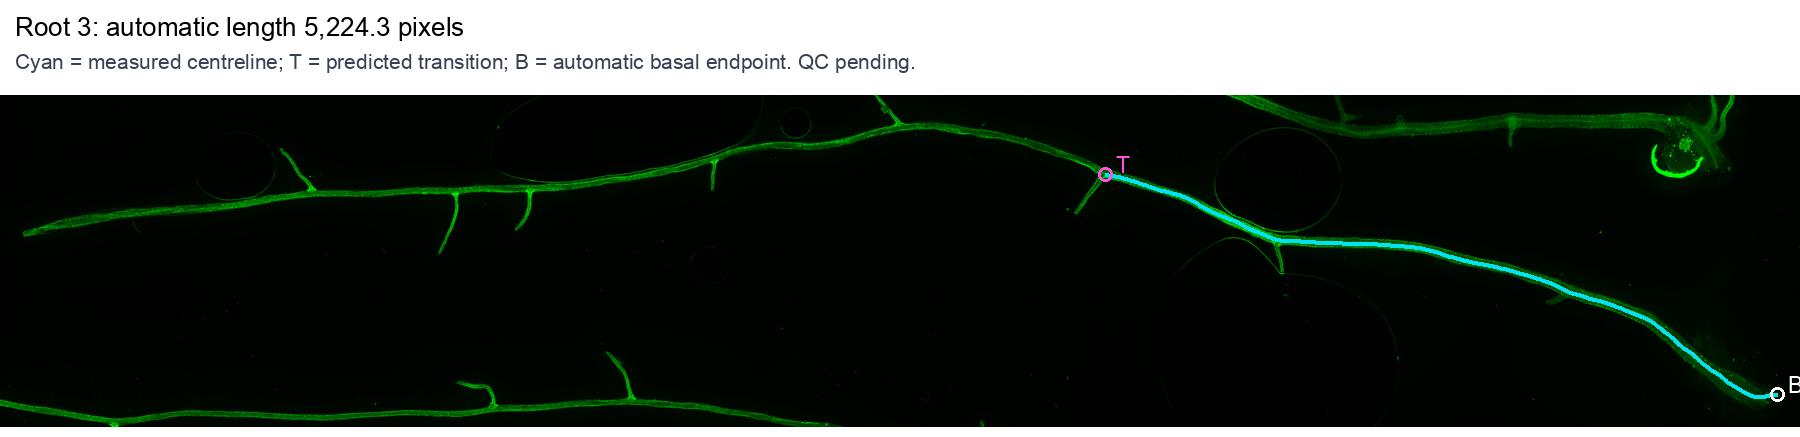 Root 3: automatic length 5,224.3 pixels
Cyan = measured centreline; T = predicted transition; B = automatic basal endpoint. QC pending.
T
B